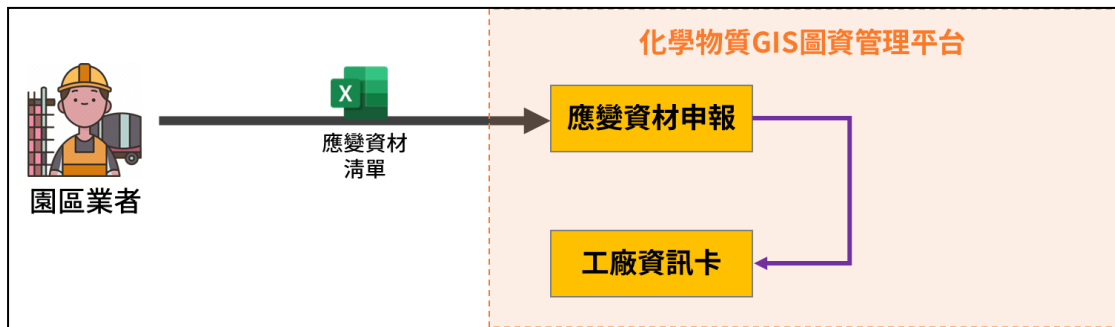 化學物質GIS圖資管理平台
X
應變資材
清單
應變資材申報
園區業者
工廠資訊卡